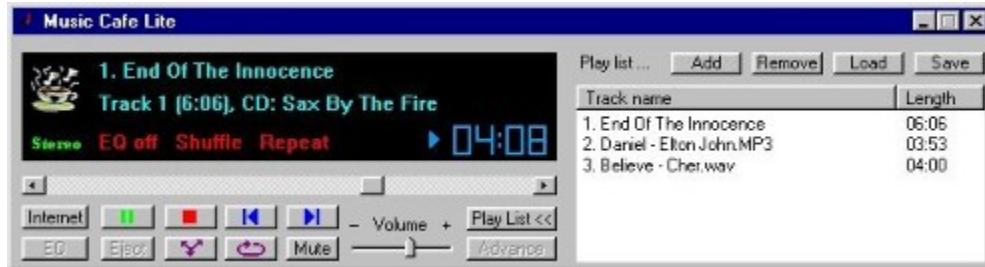 Music Cafe Lite
1. End Of The Innocence
Track 1 (6:06), CD: Sax By The Fire
Stereo EQ off Shuffle Repeat 04:08
Internet
- Volume + Play List <<
EQ Eject Mute Advance
Play list ... Add Remove Load Save
Track name Length
1. End Of The Innocence 06:06
2. Daniel - Elton John.MP3 03:53
3. Believe - Cher.wav 04:00